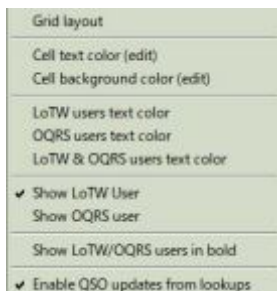 Grid layout
Cell text color (edit)
Cell background color (edit)
LoTW users text color
OQRS users text color
LoTW & OQRS users text color
Show LoTW User
Show OQRS user
Show LoTW/OQRS users in bold
Enable QSO updates from lookups